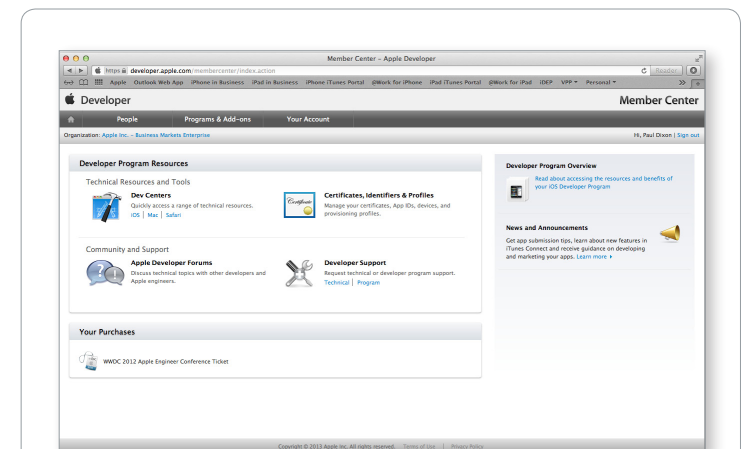 Member Center – Apple Developer
https developer.apple.com/membercenter/index.action
Reader
Apple Outlook Web App iPhone in Business iPad in Business iPhone iTunes Portal @Work for iPhone iPad iTunes Portal @Work for iPad iDEP VPP Personal
Developer
Member Center
People Programs & Add-ons Your Account
Organization: Apple Inc. - Business Markets Enterprise
Hi, Paul Dixon | Sign out
Developer Program Resources
Technical Resources and Tools
Dev Centers
Quickly access a range of technical resources.
iOS | Mac | Safari
Certificate
Certificates, Identifiers & Profiles
Manage your certificates, App IDs, devices, and
provisioning profiles.
Community and Support
Apple Developer Forums
Discuss technical topics with other developers and
Apple engineers.
Developer Support
Request technical or developer program support.
Technical | Program
Your Purchases
WWDC 2012 Apple Engineer Conference Ticket
Developer Program Overview
Read about accessing the resources and benefits of
your iOS Developer Program
News and Announcements
Get app submission tips, learn about new features in
iTunes Connect and receive guidance on developing
and marketing your apps. Learn more
Copyright © 2013 Apple Inc. All rights reserved. Terms of Use | Privacy Policy